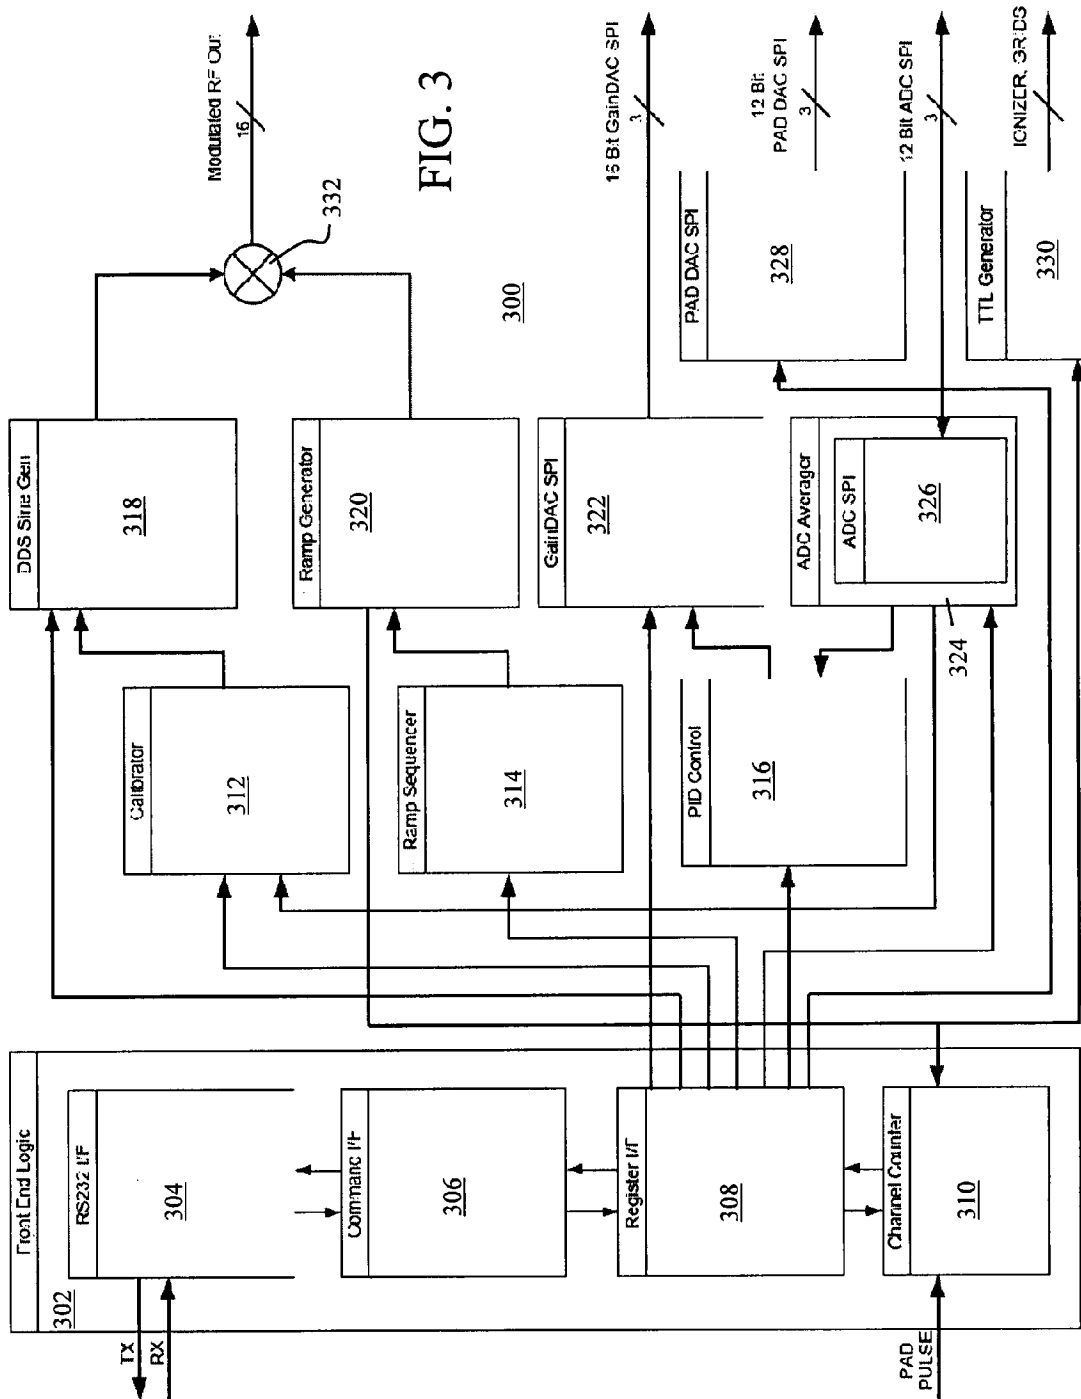 Front End Logic
302
TX
RX
RS232 I/F
304
Command I/F
306
Register I/F
308
Channel Counter
310
PAD
PULSE
Calibrator
312
Ramp Sequencer
314
PID Control
316
DDS Sine Gen
318
Ramp Generator
320
GainDAC SPI
322
ADC Averager
ADC SPI
326
324
PAD DAC SPI
328
TTL Generator
330
300
332
Modulated RF Out
16
FIG. 3
16 Bit GainDAC SPI
3
12 Bit
PAD DAC SPI
3
12 Bit ADC SPI
3
IONIZER, GRIDS